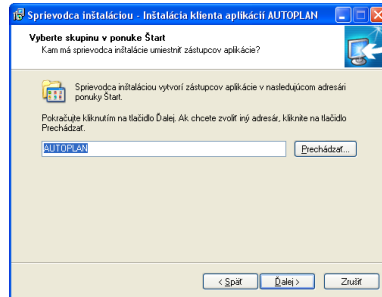 Sprievodca inštaláciou - Inštalácia klienta aplikácií AUTOPLAN
Vyberte skupinu v ponuke Štart
Kam má sprievodca inštalácie umiestniť zástupcov aplikácie?
Sprievodca inštaláciou vytvorí zástupcov aplikácie v nasledujúcom adresári
ponuky Štart.
Pokračujte kliknutím na tlačidlo Ďalej. Ak chcete zvoliť iný adresár, kliknite na tlačidlo
Prechádzať.
AUTOPLAN
Prechádzať...
< Späť
Ďalej >
Zrušiť